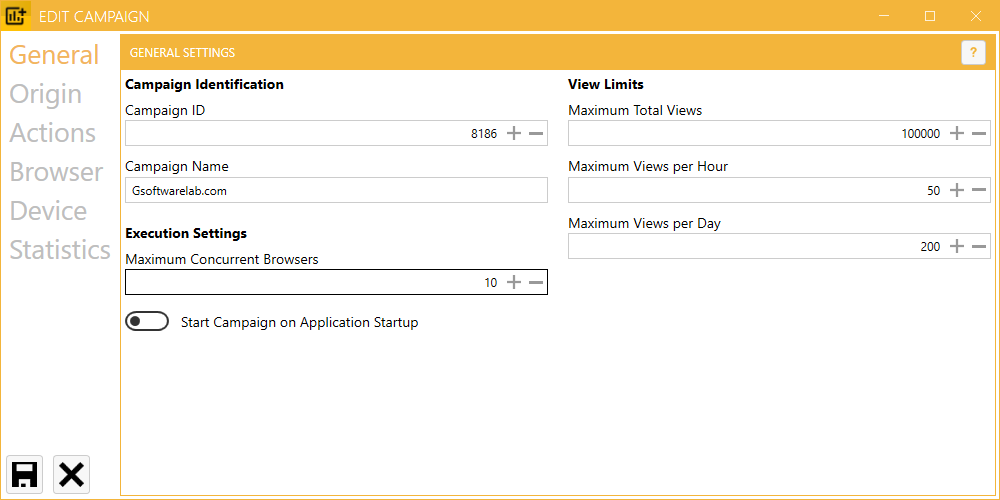 EDIT CAMPAIGN
General
Origin
Actions
Browser
Device
Statistics
GENERAL SETTINGS
?
Campaign Identification
Campaign ID
8186
Campaign Name
Gsoftwarelab.com
Execution Settings
Maximum Concurrent Browsers
10
Start Campaign on Application Startup
View Limits
Maximum Total Views
100000
Maximum Views per Hour
50
Maximum Views per Day
200